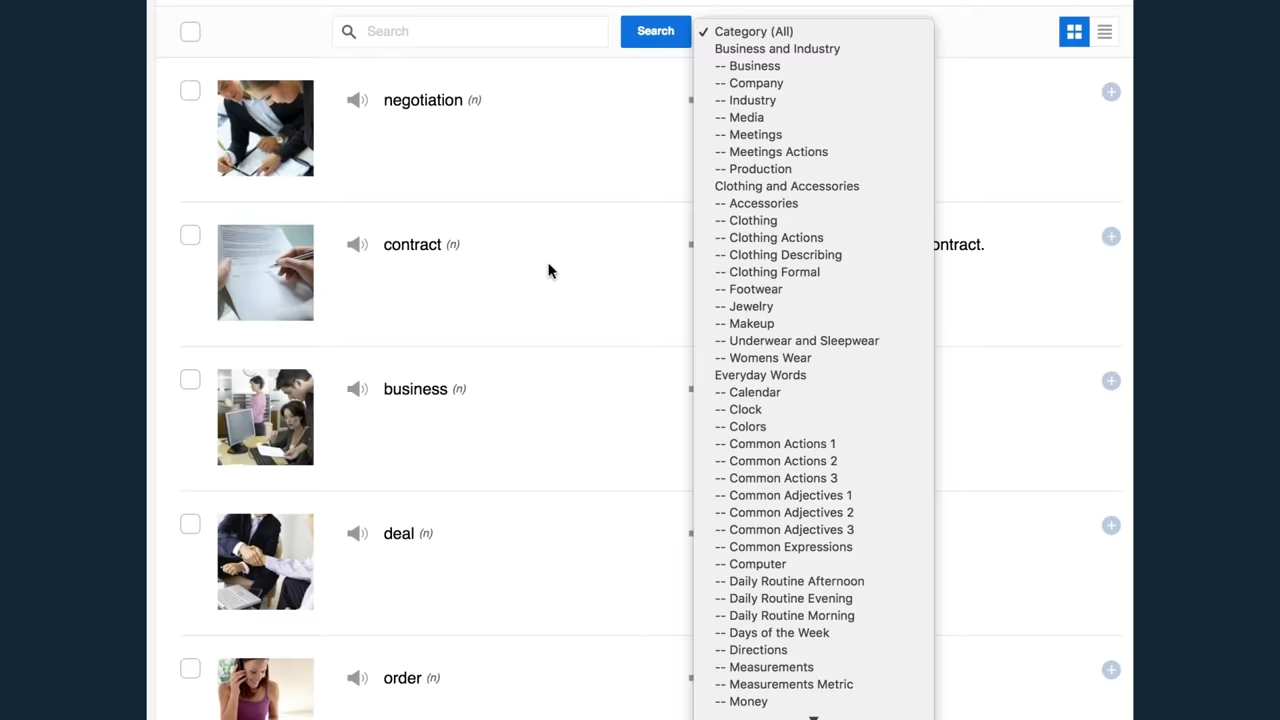 Search
Search
✓ Category (All)
Business and Industry
-- Business
-- Company
-- Industry
-- Media
-- Meetings
-- Meetings Actions
-- Production
Clothing and Accessories
-- Accessories
-- Clothing
-- Clothing Actions
-- Clothing Describing
-- Clothing Formal
-- Footwear
-- Jewelry
-- Makeup
-- Underwear and Sleepwear
-- Womens Wear
Everyday Words
-- Calendar
-- Clock
-- Colors
-- Common Actions 1
-- Common Actions 2
-- Common Actions 3
-- Common Adjectives 1
-- Common Adjectives 2
-- Common Adjectives 3
-- Common Expressions
-- Computer
-- Daily Routine Afternoon
-- Daily Routine Evening
-- Daily Routine Morning
-- Days of the Week
-- Directions
-- Measurements
-- Measurements Metric
-- Money
negotiation (n)
contract (n)
ontract.
business (n)
deal (n)
order (n)